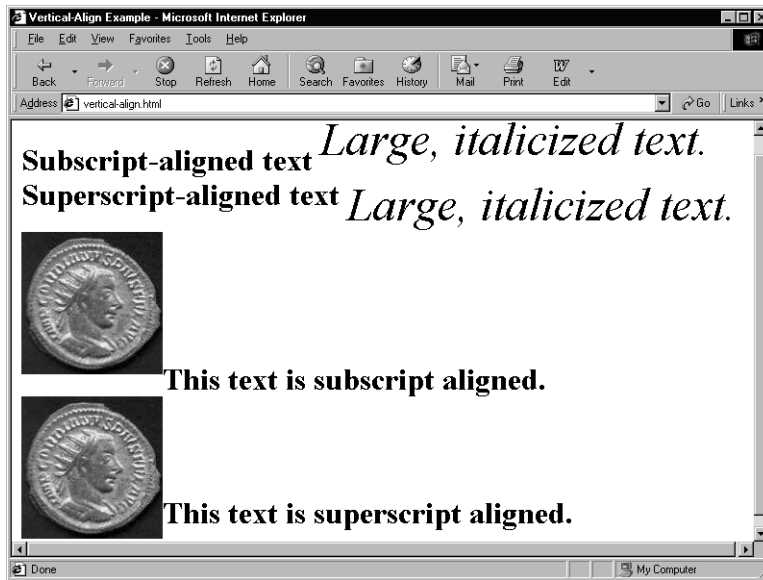 Vertical-Align Example - Microsoft Internet Explorer
File Edit View Favorites Tools Help
Back Forward Stop Refresh Home Search Favorites History Mail Print Edit
Address vertical-align.html Go Links »
Subscript-aligned text Large, italicized text.
Superscript-aligned text Large, italicized text.
This text is subscript aligned.
This text is superscript aligned.
Done My Computer